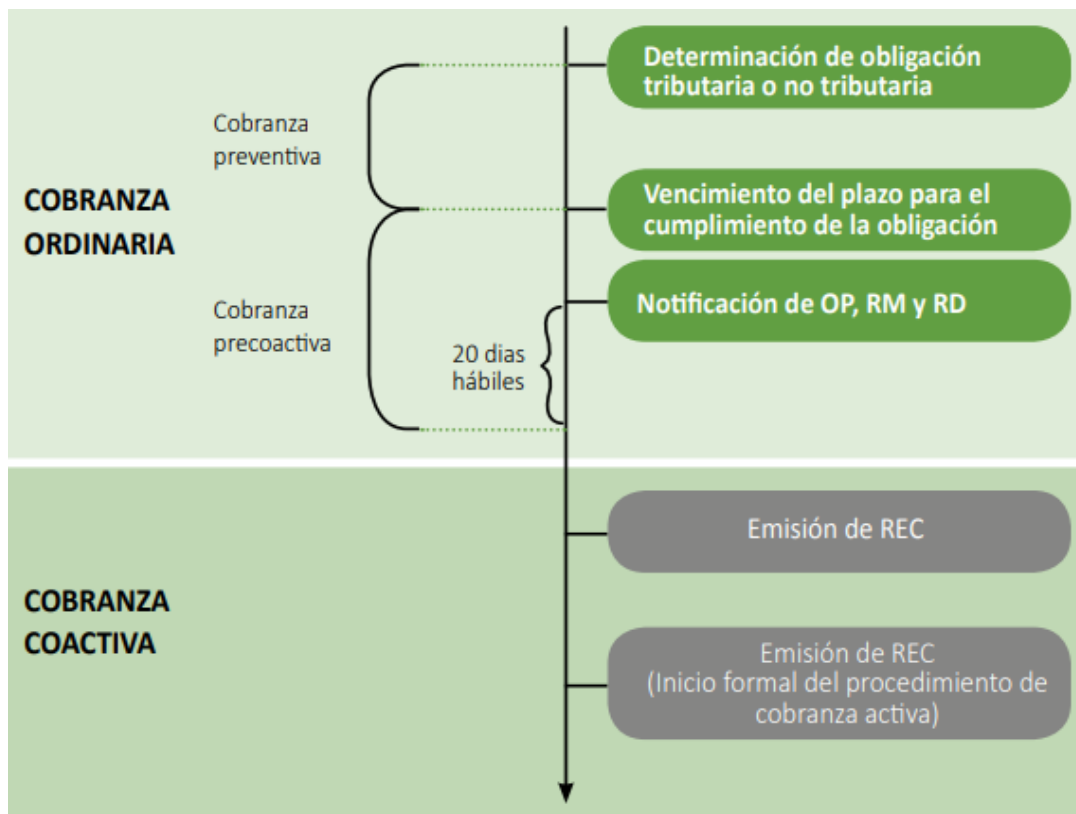 Determinación de obligación
tributaria o no tributaria
Cobranza
preventiva
COBRANZA
ORDINARIA
Vencimiento del plazo para el
cumplimiento de la obligación
Notificación de OP, RM y RD
Cobranza
precoactiva
20 dias
hábiles
Emisión de REC
COBRANZA
COACTIVA
Emisión de REC
(Inicio formal del procedimiento de
cobranza activa)